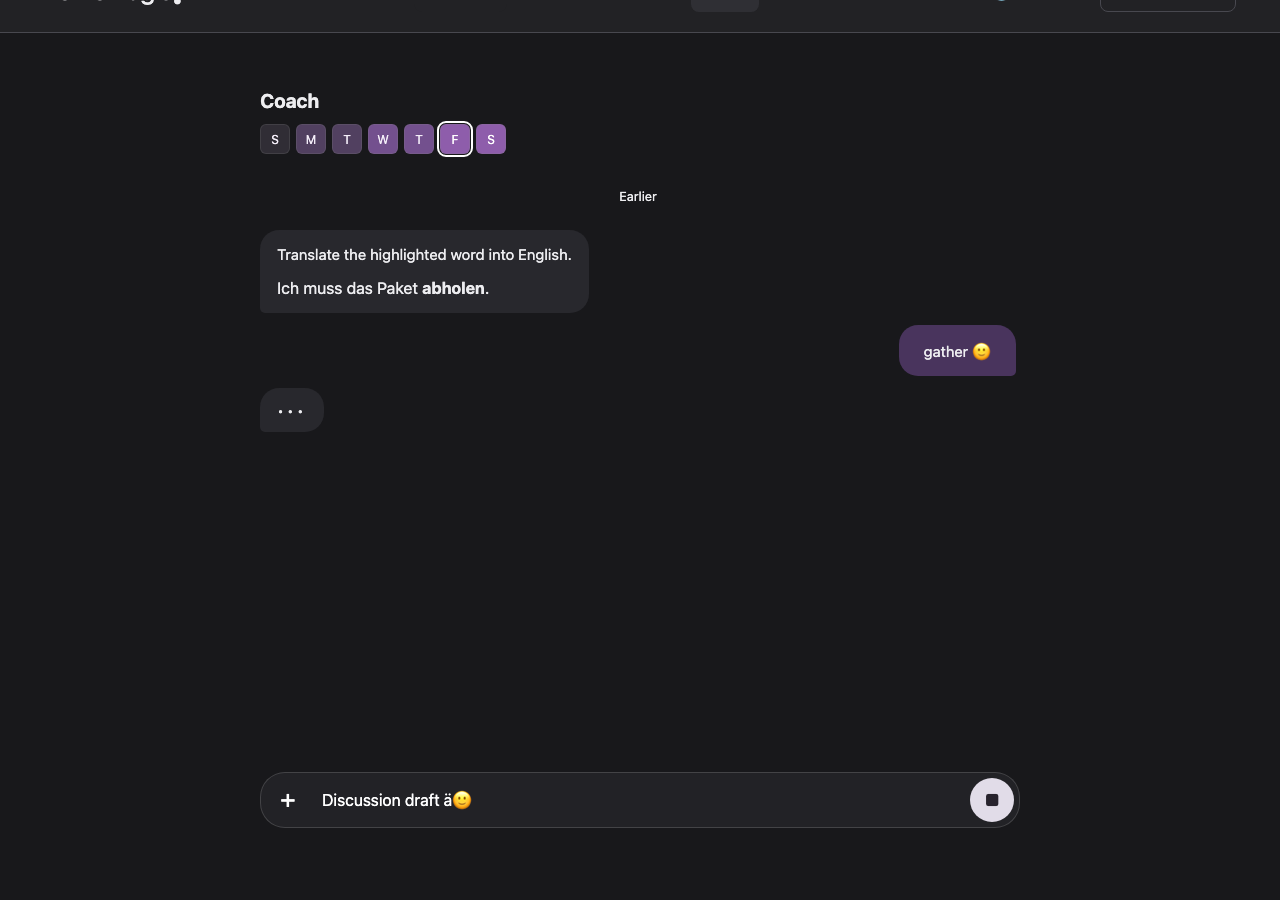 Coach
S M T W T F S
Earlier
Translate the highlighted word into English.
Ich muss das Paket abholen.
gather 🙂
...
+ Discussion draft ä🙂